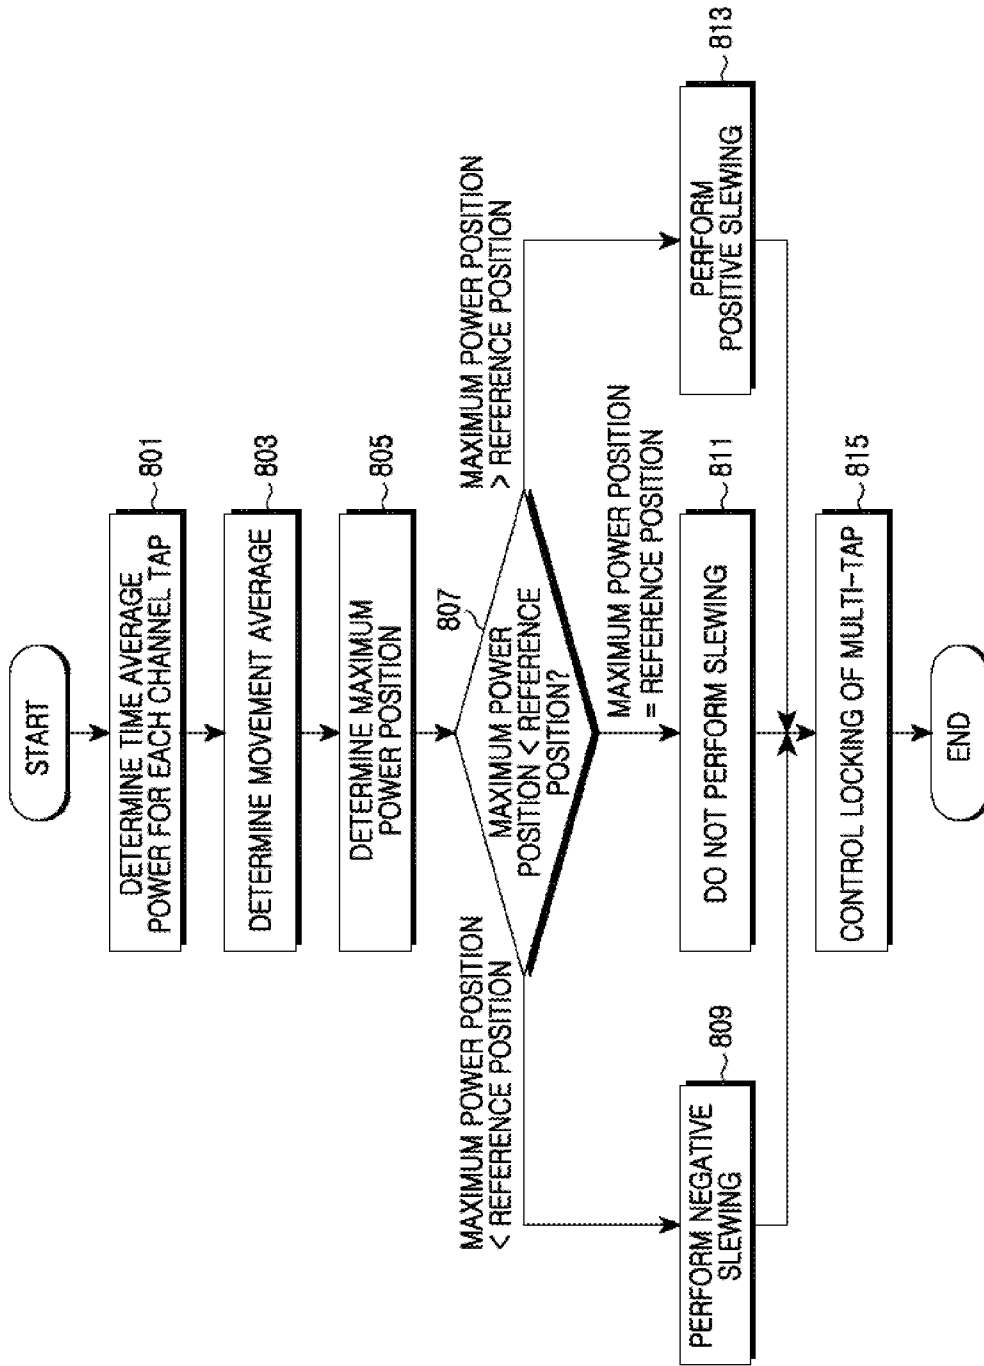 START
DETERMINE TIME AVERAGE
POWER FOR EACH CHANNEL TAP
801
DETERMINE MOVEMENT AVERAGE
803
DETERMINE MAXIMUM
POWER POSITION
805
807
MAXIMUM POWER
POSITION < REFERENCE
POSITION?
MAXIMUM POWER POSITION
< REFERENCE POSITION
MAXIMUM POWER POSITION
> REFERENCE POSITION
MAXIMUM POWER POSITION
= REFERENCE POSITION
PERFORM NEGATIVE
SLEWING
809
DO NOT PERFORM SLEWING
811
PERFORM
POSITIVE SLEWING
813
CONTROL LOCKING OF MULTI-TAP
815
END